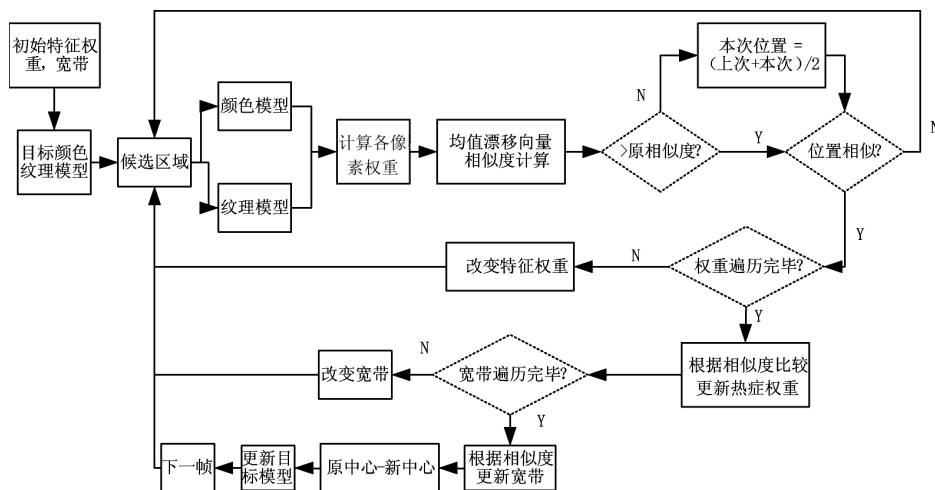 初始特征权
重，宽带
目标颜色
纹理模型
候选区域
颜色模型
纹理模型
计算各像
素权重
均值漂移向量
相似度计算
>原相似度？
N
Y
本次位置 =
(上次+本次)/2
位置相似？
N
Y
权重遍历完毕？
N
Y
改变特征权重
根据相似度比较
更新热症权重
宽带遍历完毕？
N
Y
改变宽带
根据相似度
更新宽带
原中心-新中心
更新目
标模型
下一帧